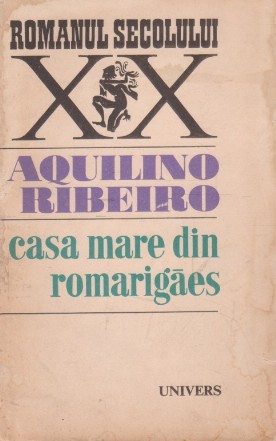 ROMANUL SECOLULUI
XX
AQUILINO
RIBEIRO
casa mare din
romarigães
UNIVERS